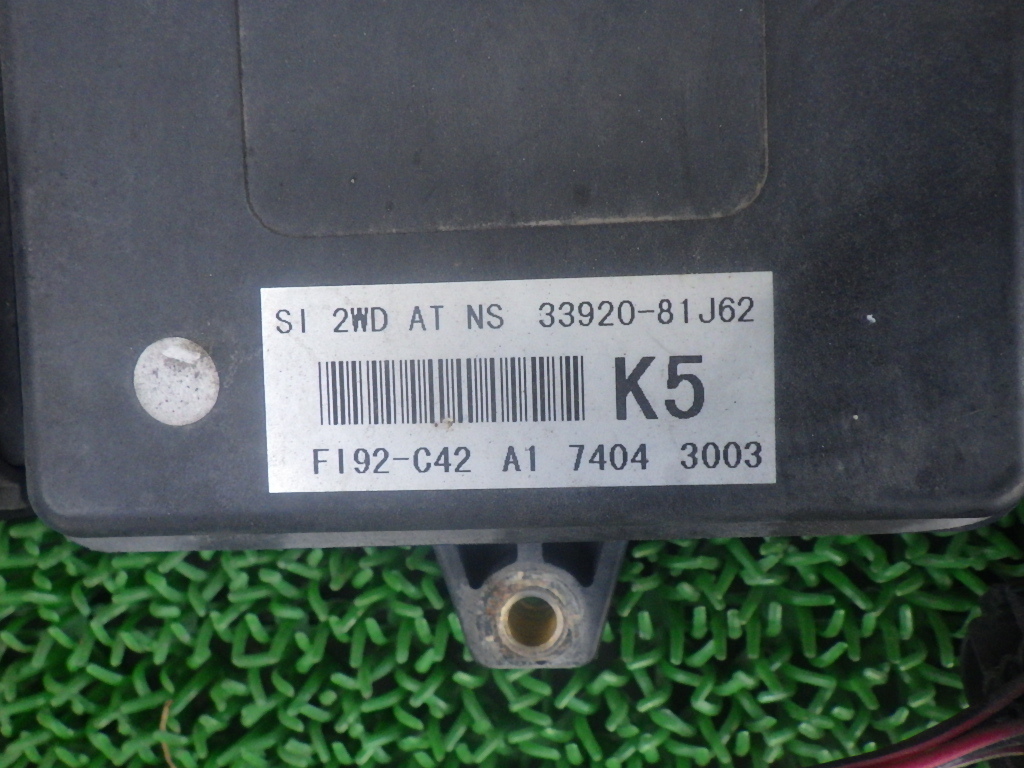 SI 2WD AT NS 33920-81J62
K5
FI92-C42 A1 7404 3003